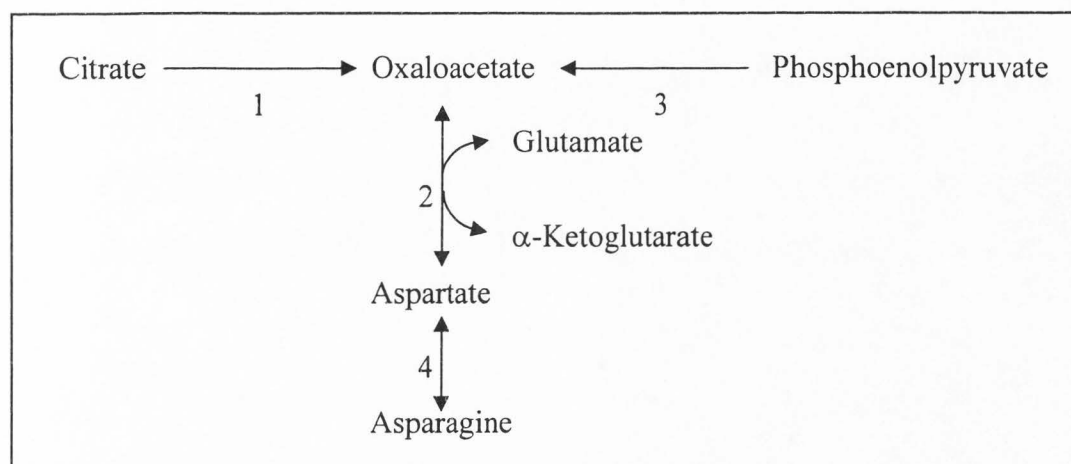 Citrate Oxaloacetate Phosphoenolpyruvate
1 3
Glutamate
2
α-Ketoglutarate
Aspartate
4
Asparagine